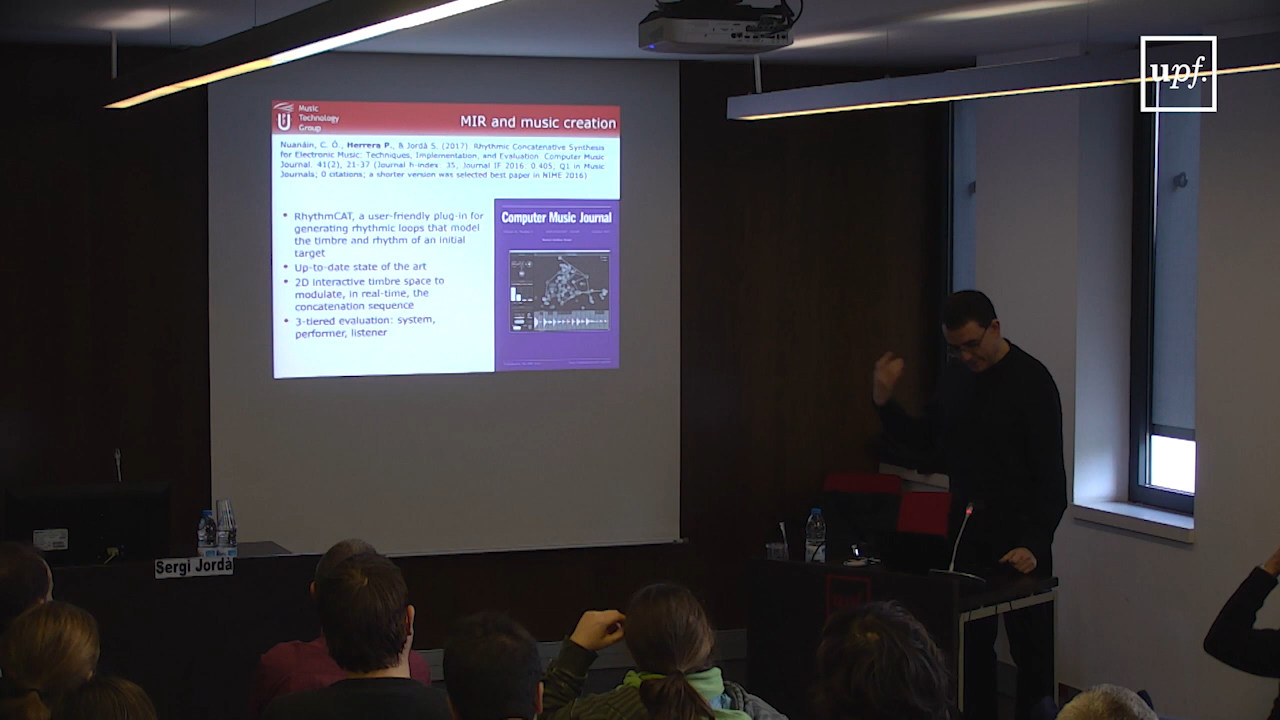 upf.
Music
Technology
Group
MIR and music creation
Nuanáin, C. Ó., Herrera P., & Jordà S. (2017). Rhythmic Concatenative Synthesis
for Electronic Music: Techniques, Implementation, and Evaluation. Computer Music
Journal, 41(2), 21-37 (Journal h-index: 35, Journal IF 2016: 0.405; Q1 in Music
Journals; 0 citations; a shorter version was selected best paper in NIME 2016)
• RhythmCAT, a user-friendly plug-in for
generating rhythmic loops that model
the timbre and rhythm of an initial
target
• Up-to-date state of the art
• 2D interactive timbre space to
modulate, in real-time, the
concatenation sequence
• 3-tiered evaluation: system,
performer, listener
Computer Music Journal
Sergi Jordà